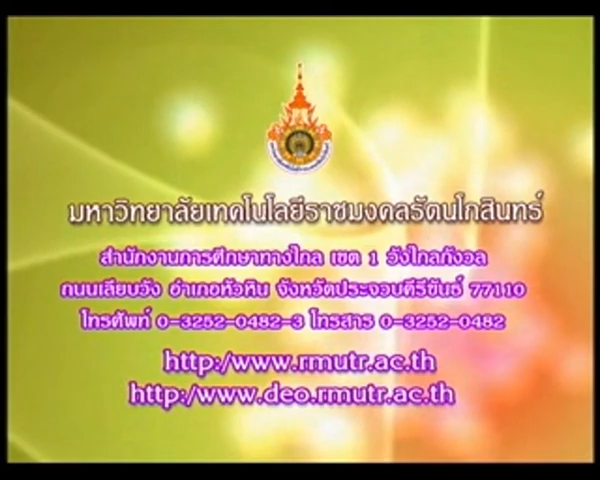 มหาวิทยาลัยเทคโนโลยีราชมงคลรัตนโกสินทร์
สำนักงานการศึกษาทางไกล เขต 1 วังไกลกังวล
ถนนเลียบวัง อำเภอหัวหิน จังหวัดประจวบคีรีขันธ์ 77110
โทรศัพท์ 0-3252-0482-3 โทรสาร 0-3252-0482
http:/www.rmutr.ac.th
http:/www.deo.rmutr.ac.th